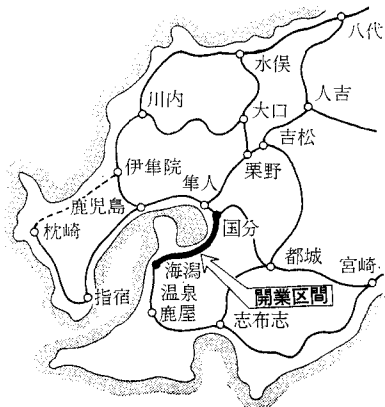 八代
水俣
人吉
川内
大口
吉松
伊隼院
隼人
栗野
鹿児島
国分
枕崎
都城
宮崎
海潟
温泉
開業区間
指宿
鹿屋
志布志